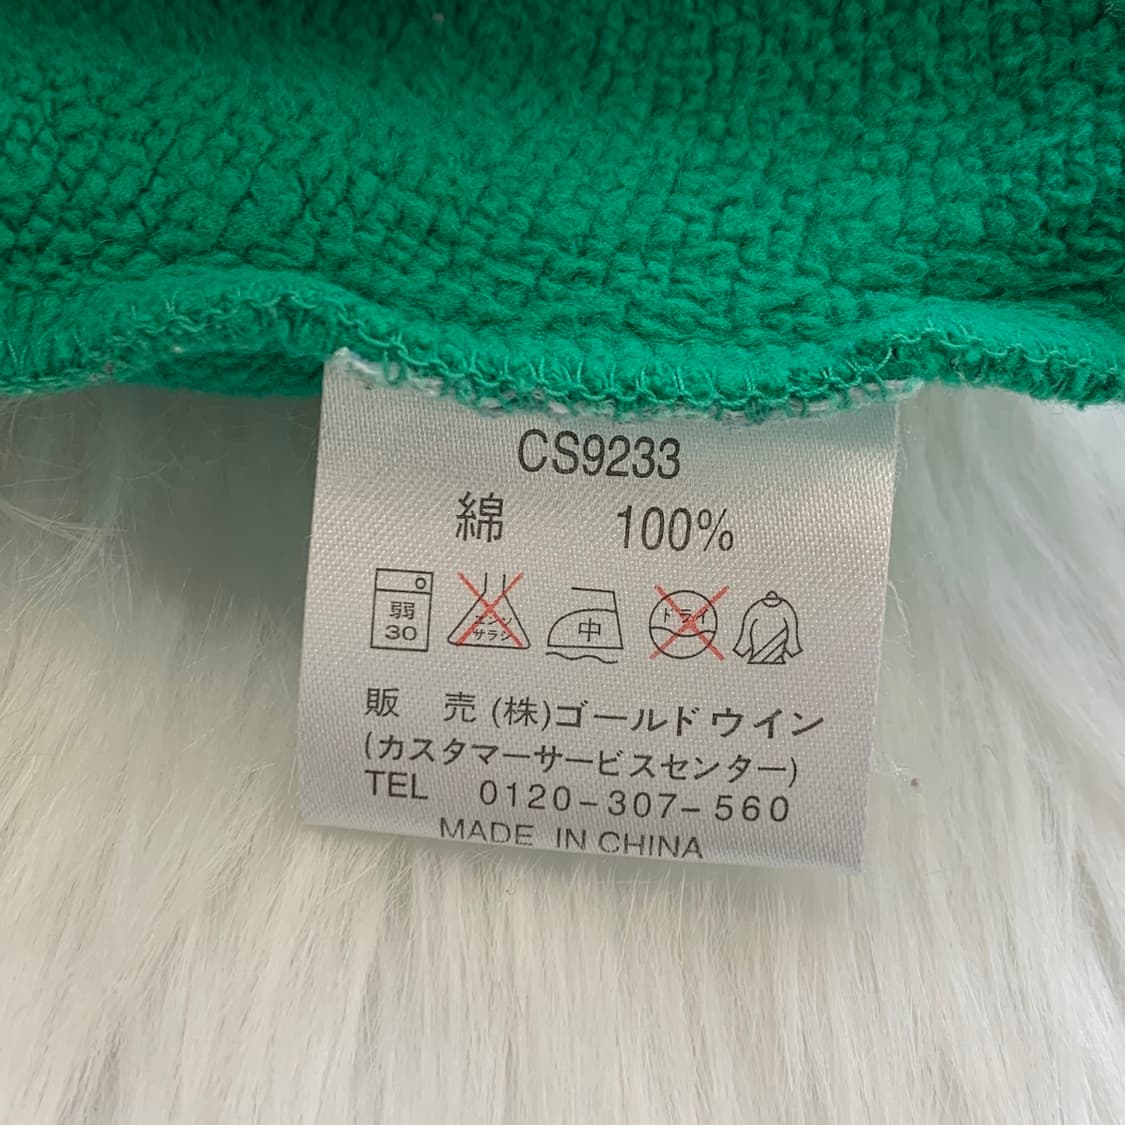 CS9233
綿 100%
弱 30 エンソ サラシ 中 ドライ
販 売 (株)ゴールドウイン
(カスタマーサービスセンター)
TEL 0120-307-560
MADE IN CHINA